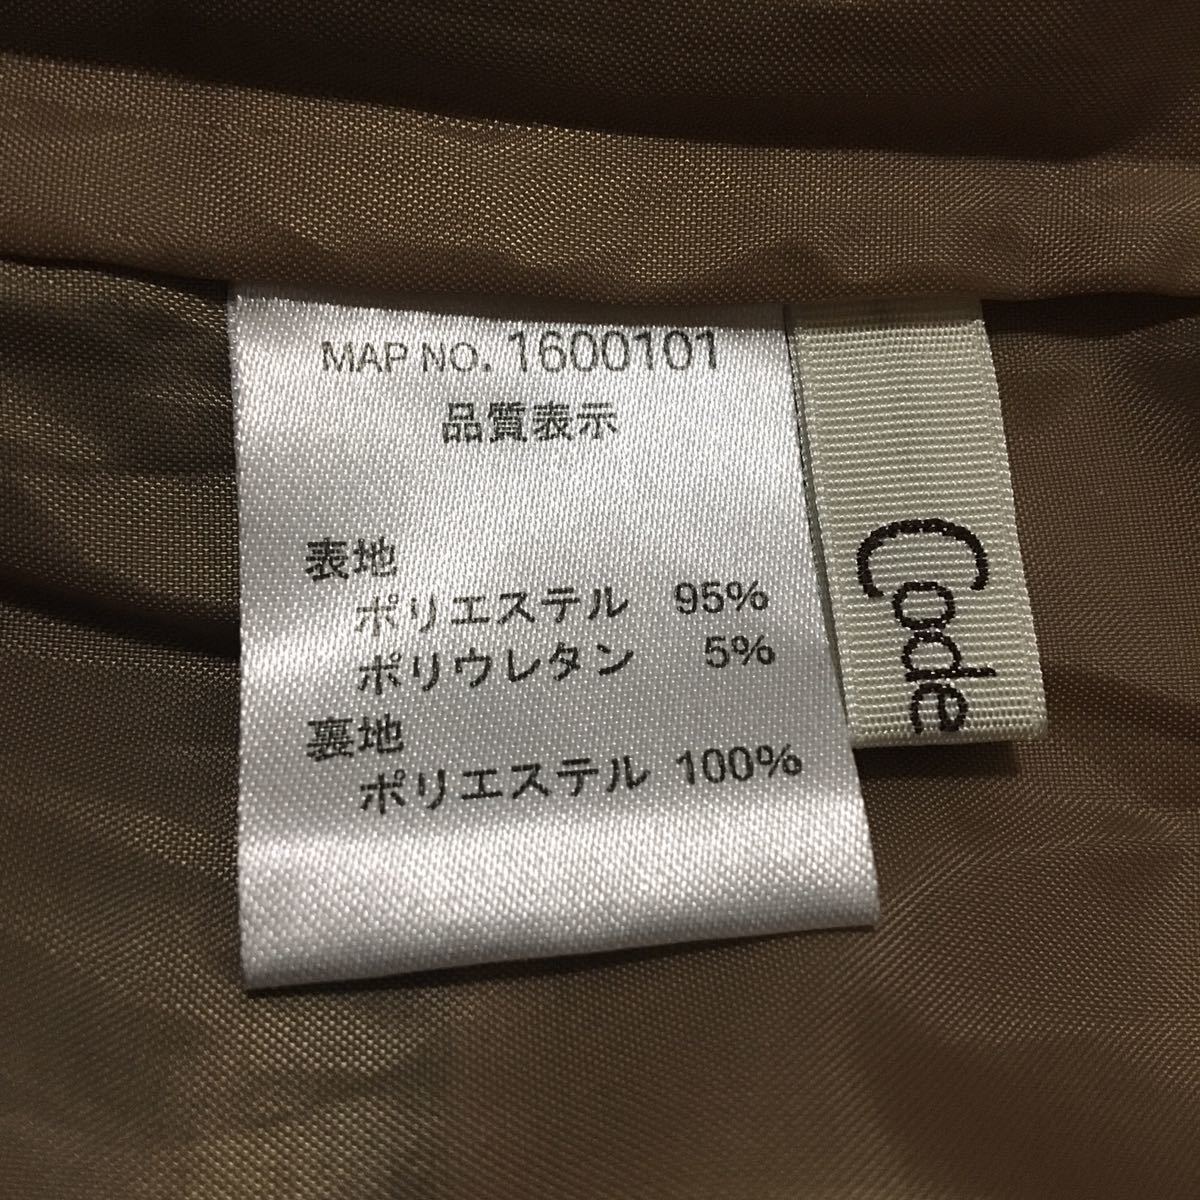 MAP NO. 1600101
品質表示
表地
ポリエステル 95%
ポリウレタン 5%
裏地
ポリエステル 100%
Code